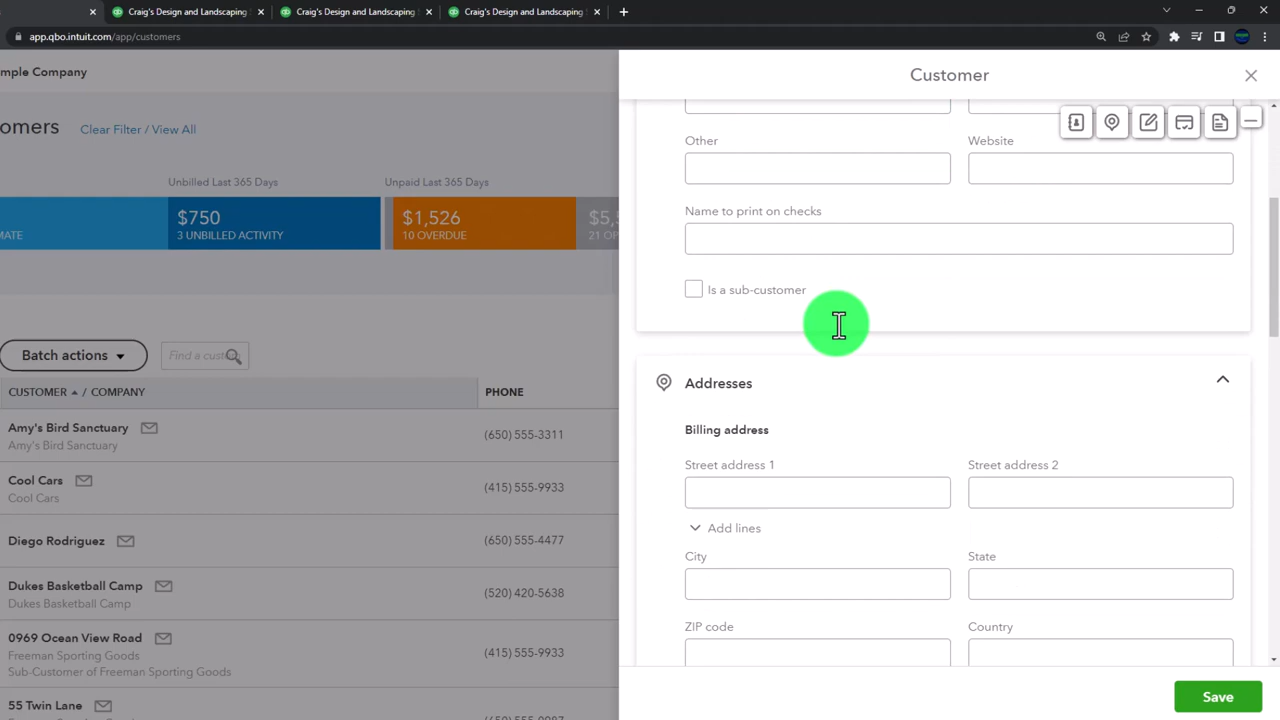 Craig's Design and Landscaping
Craig's Design and Landscaping
Craig's Design and Landscaping
app.qbo.intuit.com/app/customers
mple Company
omers
Clear Filter / View All
Unbilled Last 365 Days
Unpaid Last 365 Days
MATE
$750
3 UNBILLED ACTIVITY
$1,526
10 OVERDUE
$5,5
21 OP
Batch actions
Find a custo
CUSTOMER / COMPANY
PHONE
Amy's Bird Sanctuary
Amy's Bird Sanctuary
(650) 555-3311
Cool Cars
Cool Cars
(415) 555-9933
Diego Rodriguez
(650) 555-4477
Dukes Basketball Camp
Dukes Basketball Camp
(520) 420-5638
0969 Ocean View Road
Freeman Sporting Goods
Sub-Customer of Freeman Sporting Goods
(415) 555-9933
55 Twin Lane
Customer
Other
Website
Name to print on checks
Is a sub-customer
Addresses
Billing address
Street address 1
Street address 2
Add lines
City
State
ZIP code
Country
Save